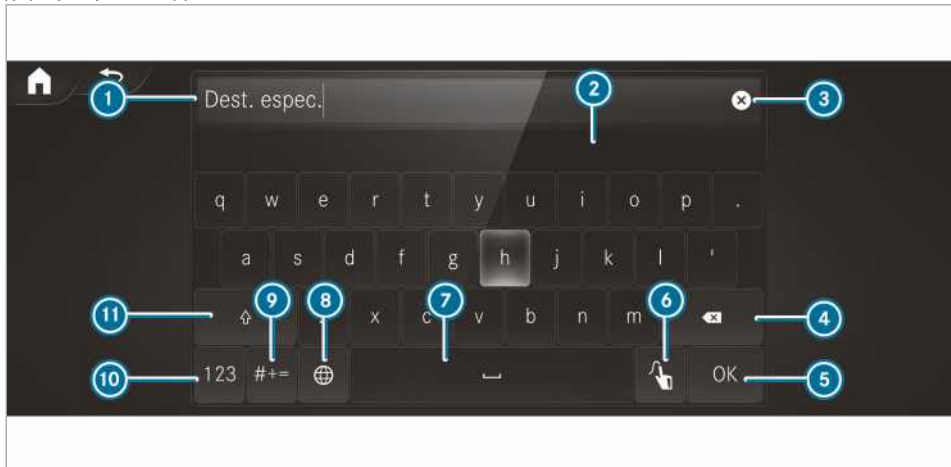 1 Dest. espec. 2 3
q w e r t y u i o p .
a s d f g h j k l '
11 9 8 x c v 7 b n m 6 4
10 123 #+= OK 5